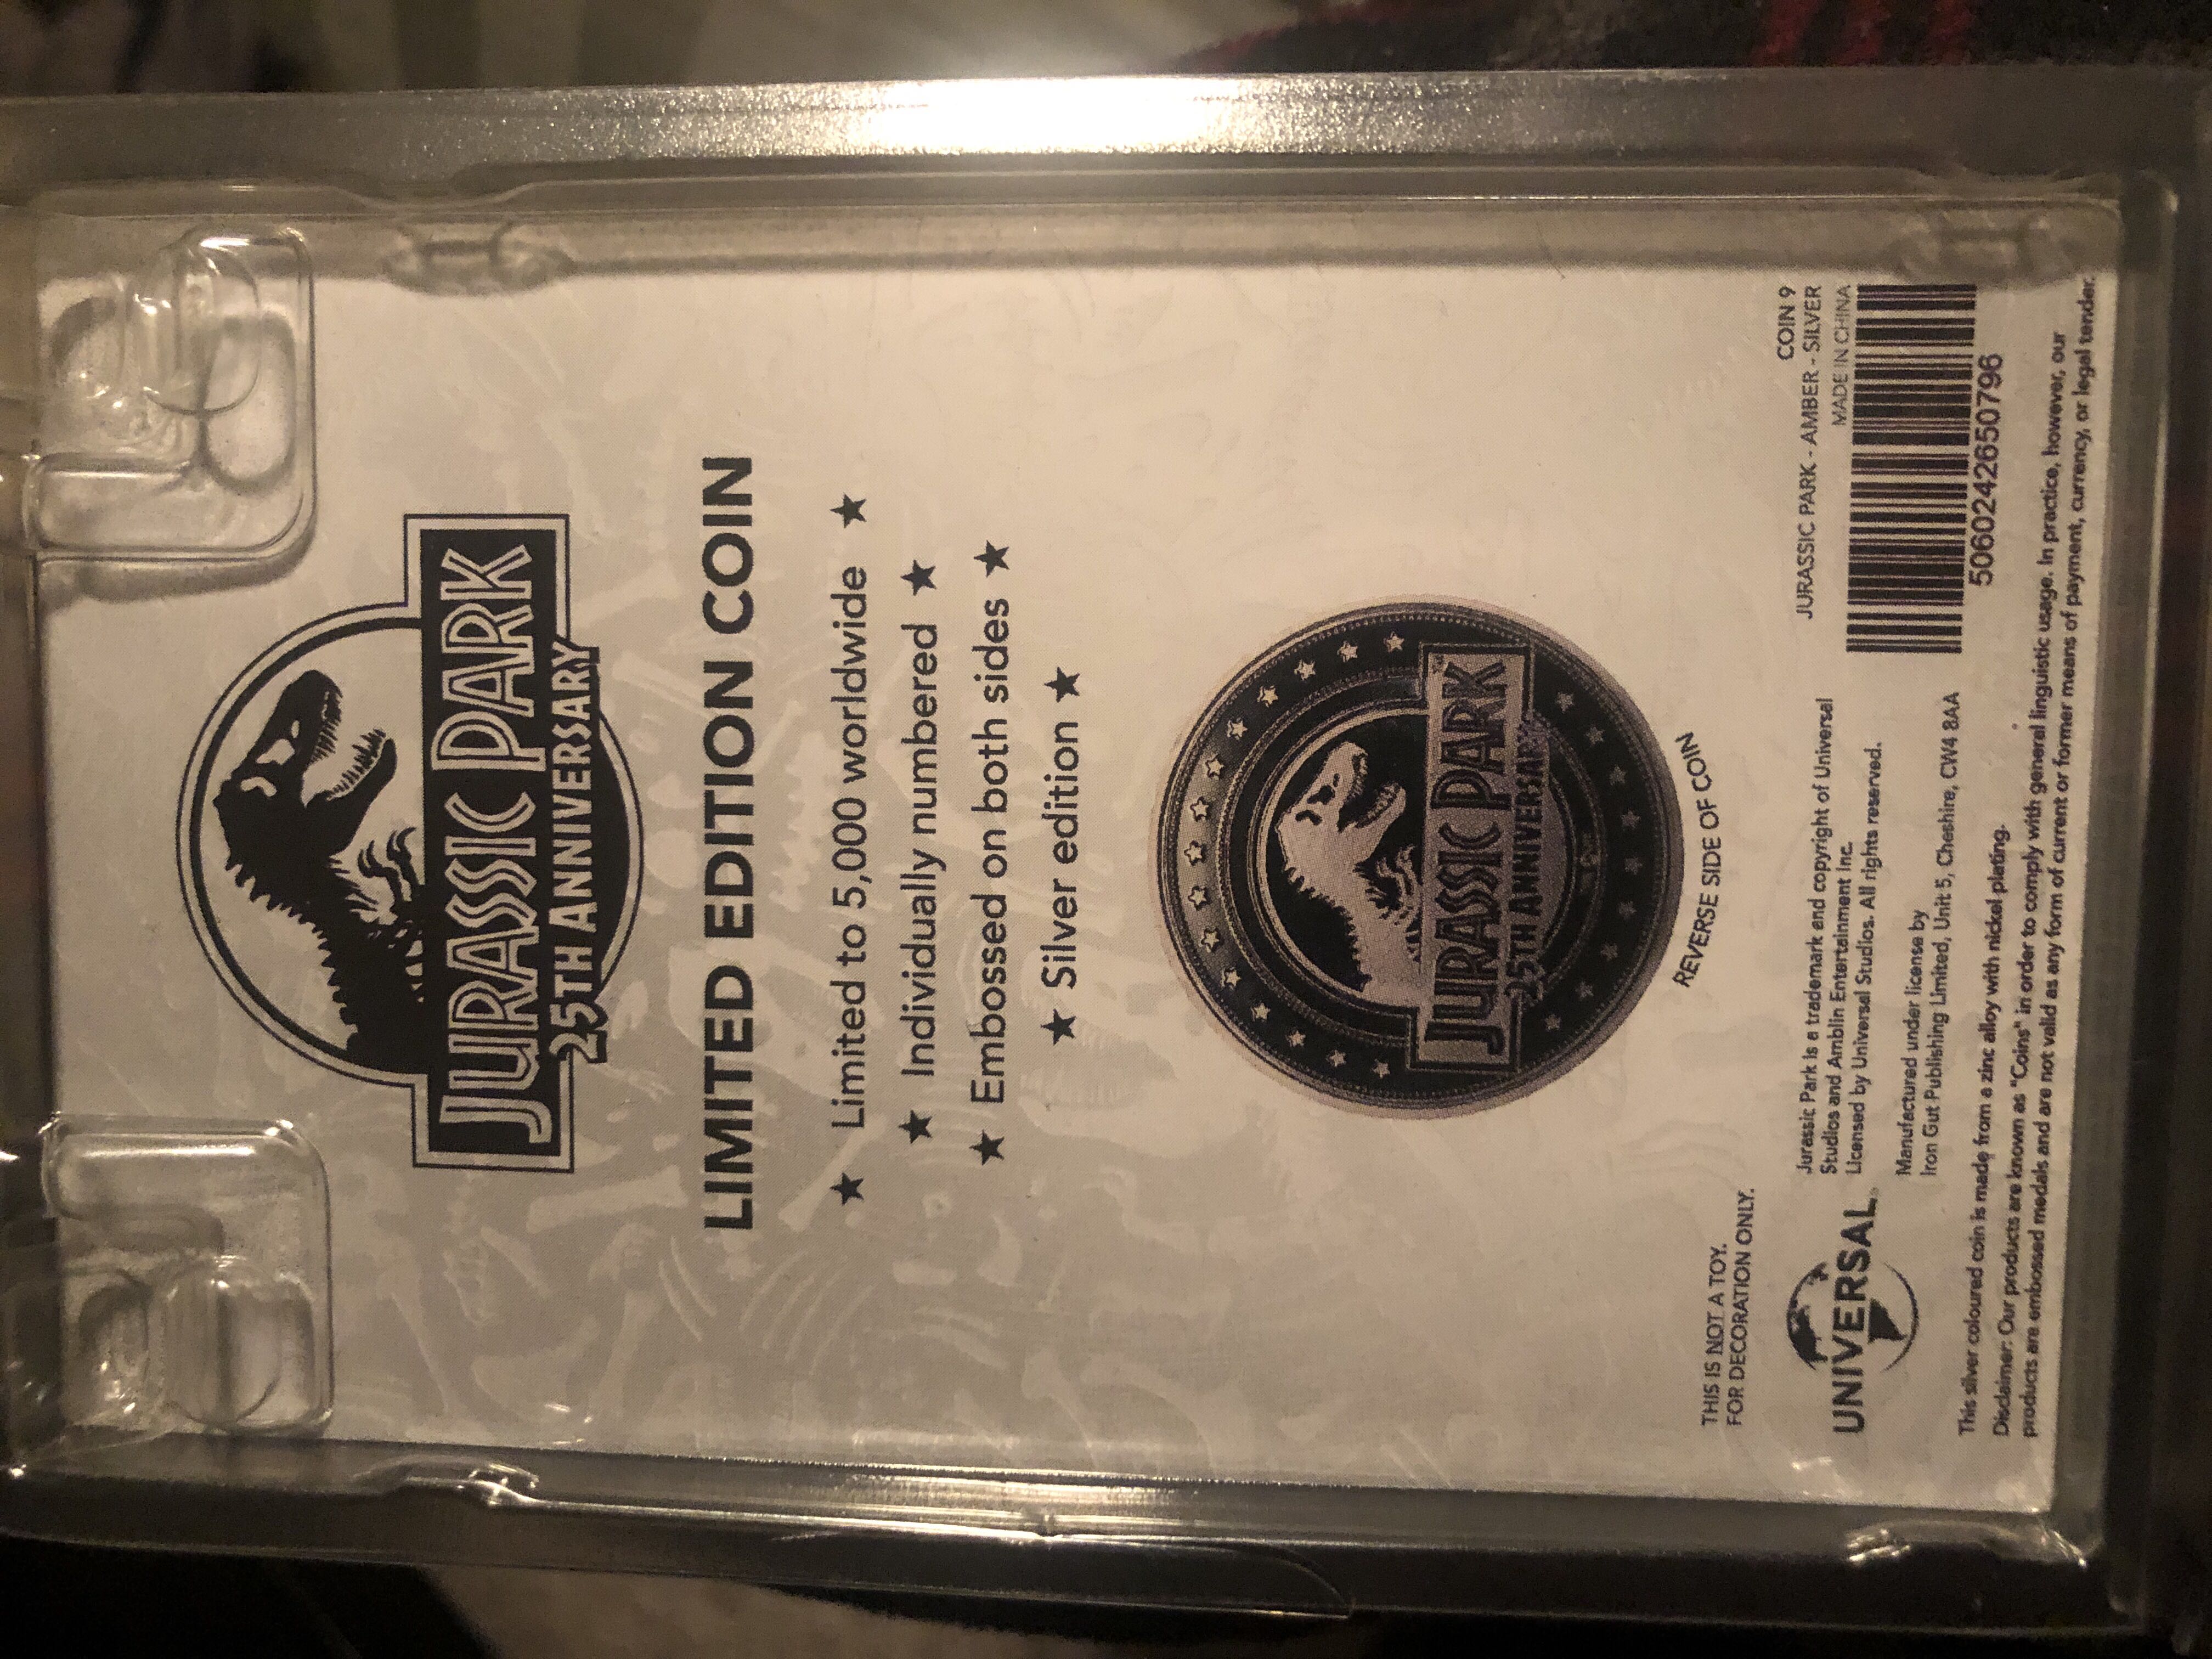 JURASSIC PARK
25TH ANNIVERSARY
LIMITED EDITION COIN
★ Limited to 5,000 worldwide ★
★ Individually numbered ★
★ Embossed on both sides ★
★ Silver edition ★
JURASSIC PARK
25TH ANNIVERSARY
REVERSE SIDE OF COIN
THIS IS NOT A TOY.
FOR DECORATION ONLY.
UNIVERSAL
Jurassic Park is a trademark and copyright of Universal
Studios and Amblin Entertainment Inc.
Licensed by Universal Studios. All rights reserved.
Manufactured under license by
Iron Gut Publishing Limited, Unit 5, Cheshire, CW4 8AA
COIN 9
JURASSIC PARK - AMBER - SILVER
MADE IN CHINA
5060242650796
This silver coloured coin is made from a zinc alloy with nickel plating.
Disclaimer: Our products are known as "Coins" in order to comply with general linguistic usage. In practice, however, our
products are embossed medals and are not valid as any form of current or former means of payment, currency, or legal tender.